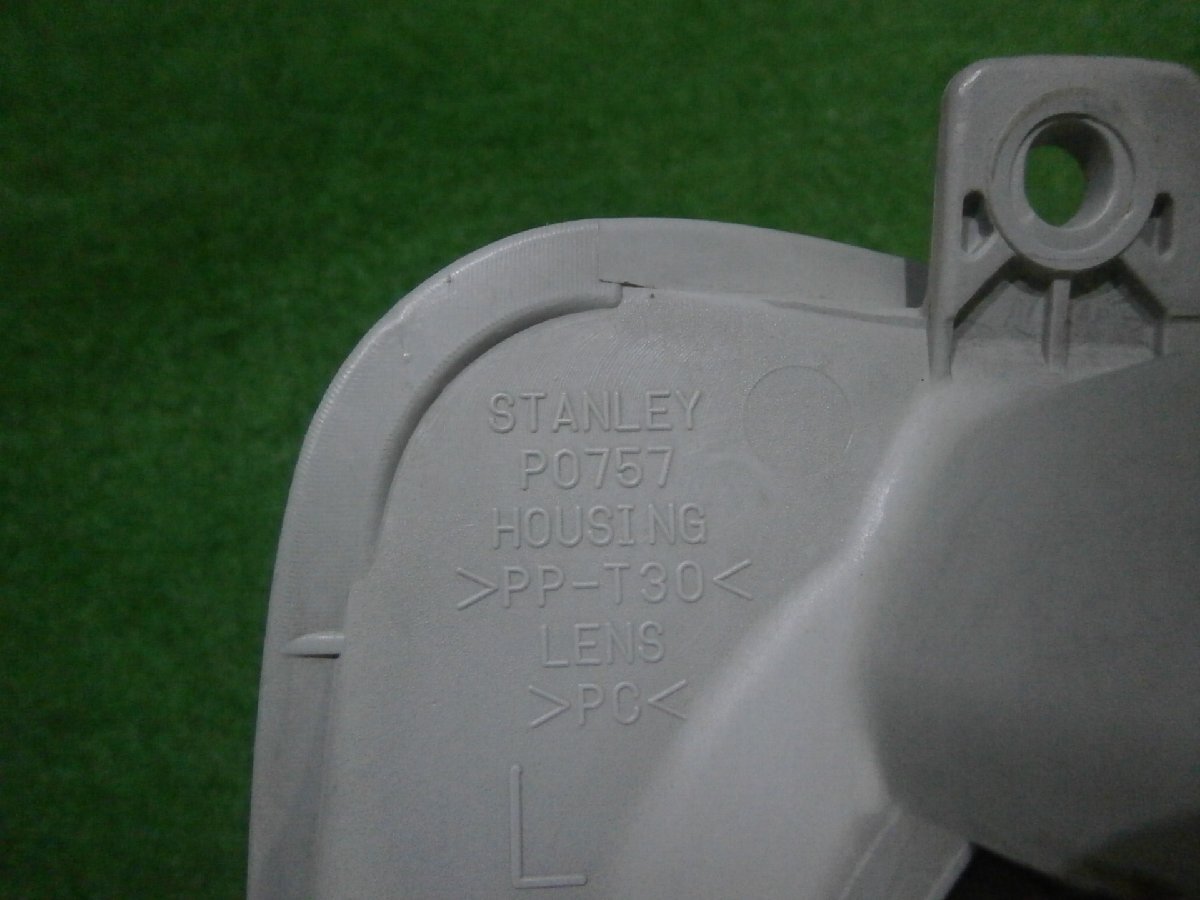 STANLEY
P0757
HOUSING
>PP-T30<
LENS
>PC<
L